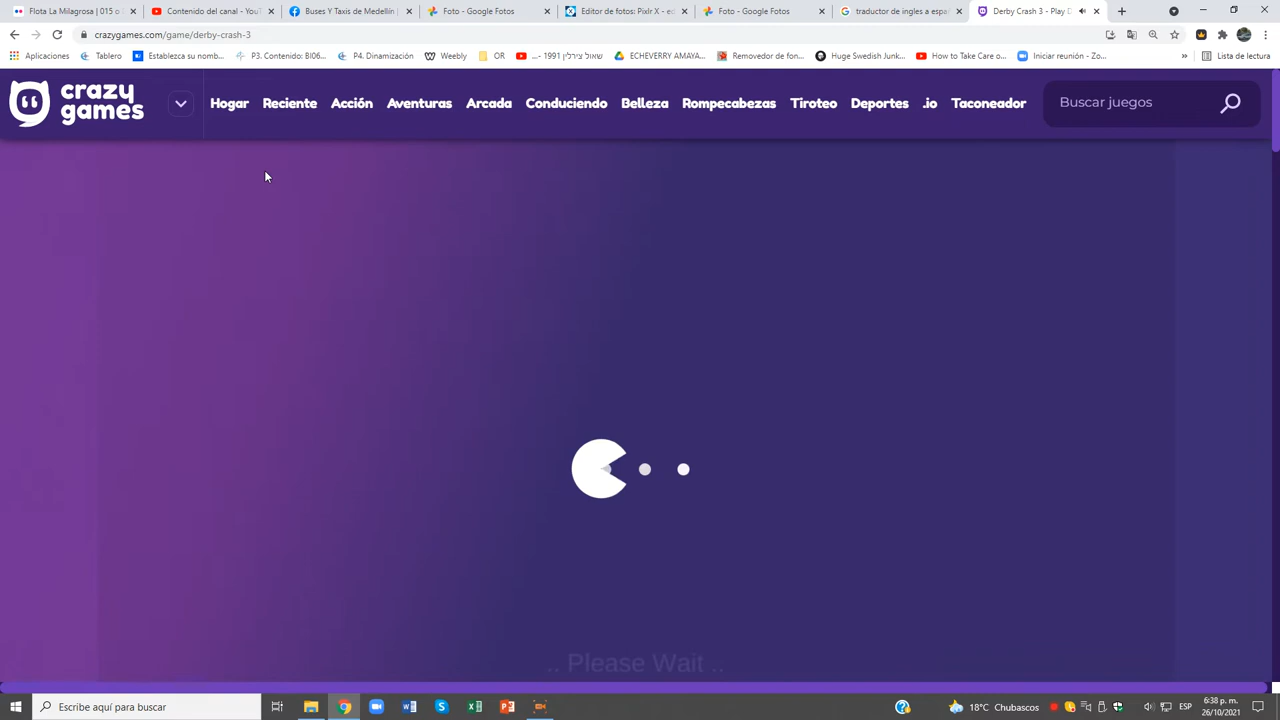 Flota La Milagrosa | 015 o
Contenido del canal - YouT
Buses Y Taxis de Medellín |
Foto - Google Fotos
Editor de fotos: Pixlr X - ed
Foto - Google Fotos
traductor de ingles a espa
Derby Crash 3 - Play D
crazygames.com/game/derby-crash-3
Aplicaciones
Tablero
Establezca su nomb...
P3. Contenido: BI06...
P4. Dinamización
Weebly
OR
שאול צירלין 1991 -...
ECHEVERRY AMAYA...
Removedor de fon...
Huge Swedish Junk...
How to Take Care o...
Iniciar reunión - Zo...
»
Lista de lectura
crazy
games
Hogar
Reciente
Acción
Aventuras
Arcada
Conduciendo
Belleza
Rompecabezas
Tiroteo
Deportes
.io
Taconeador
Buscar juegos
.. Please Wait ..
Escribe aquí para buscar
18°C Chubascos
ESP
6:38 p. m.
26/10/2021